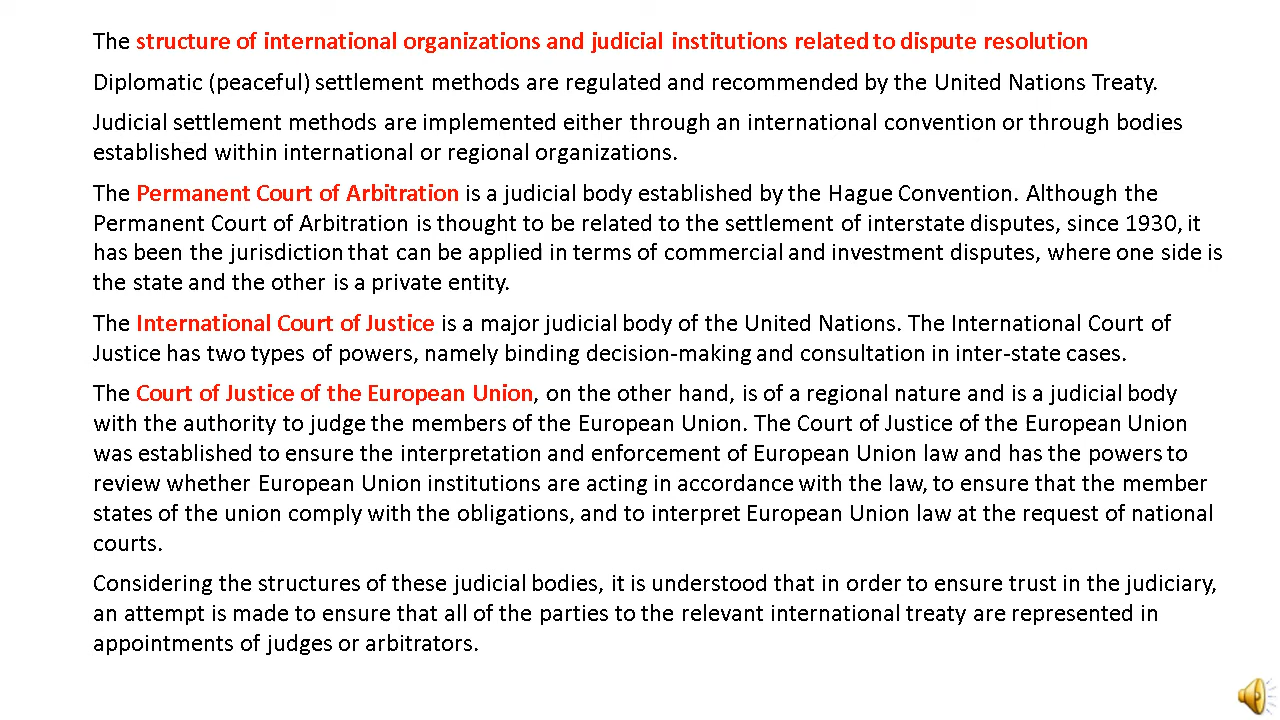 The structure of international organizations and judicial institutions related to dispute resolution
Diplomatic (peaceful) settlement methods are regulated and recommended by the United Nations Treaty.
Judicial settlement methods are implemented either through an international convention or through bodies
established within international or regional organizations.
The Permanent Court of Arbitration is a judicial body established by the Hague Convention. Although the
Permanent Court of Arbitration is thought to be related to the settlement of interstate disputes, since 1930, it
has been the jurisdiction that can be applied in terms of commercial and investment disputes, where one side is
the state and the other is a private entity.
The International Court of Justice is a major judicial body of the United Nations. The International Court of
Justice has two types of powers, namely binding decision-making and consultation in inter-state cases.
The Court of Justice of the European Union, on the other hand, is of a regional nature and is a judicial body
with the authority to judge the members of the European Union. The Court of Justice of the European Union
was established to ensure the interpretation and enforcement of European Union law and has the powers to
review whether European Union institutions are acting in accordance with the law, to ensure that the member
states of the union comply with the obligations, and to interpret European Union law at the request of national
courts.
Considering the structures of these judicial bodies, it is understood that in order to ensure trust in the judiciary,
an attempt is made to ensure that all of the parties to the relevant international treaty are represented in
appointments of judges or arbitrators.